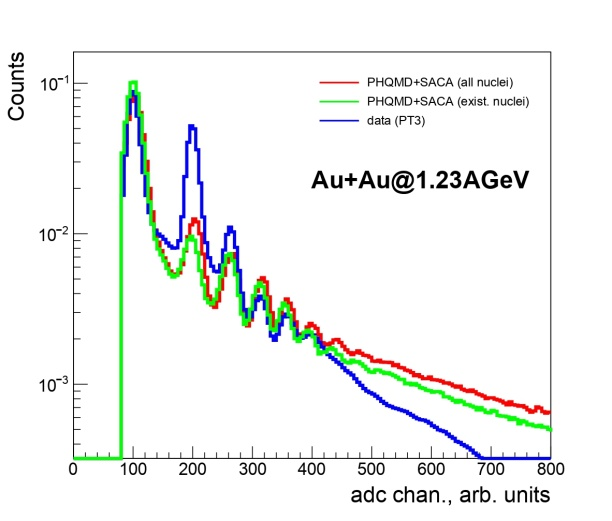 Counts
10⁻¹
10⁻²
10⁻³
PHQMD+SACA (all nuclei)
PHQMD+SACA (exist. nuclei)
data (PT3)
Au+Au@1.23AGeV
0 100 200 300 400 500 600 700 800
adc chan., arb. units